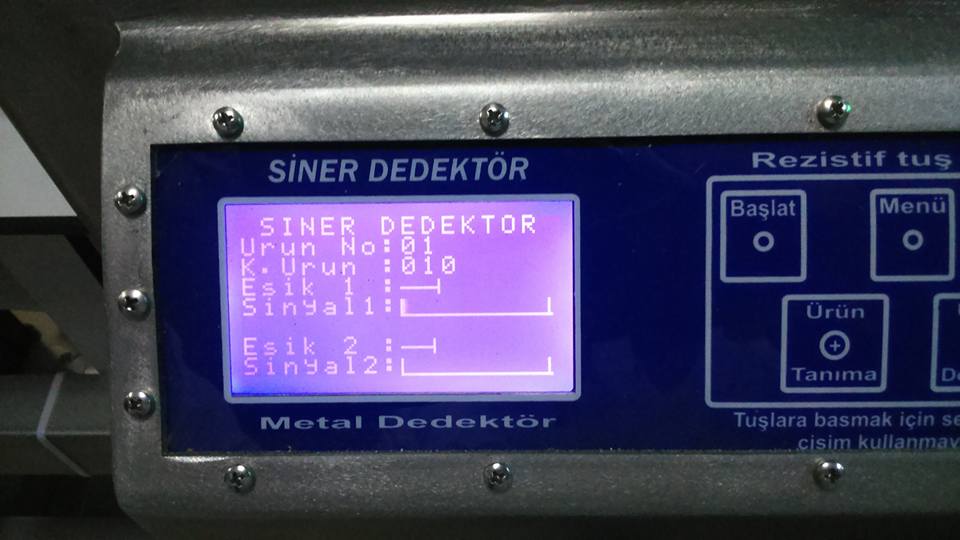 SİNER DEDEKTÖR
SINER DEDEKTOR
Urun No:01
K.Urun :010
Esik 1 :
Sinyal1:
Esik 2 :
Sinyal2:
Metal Dedektör
Rezistif tuş
Başlat
Menü
Ürün
Tanıma
Tuşlara basmak için
cisim